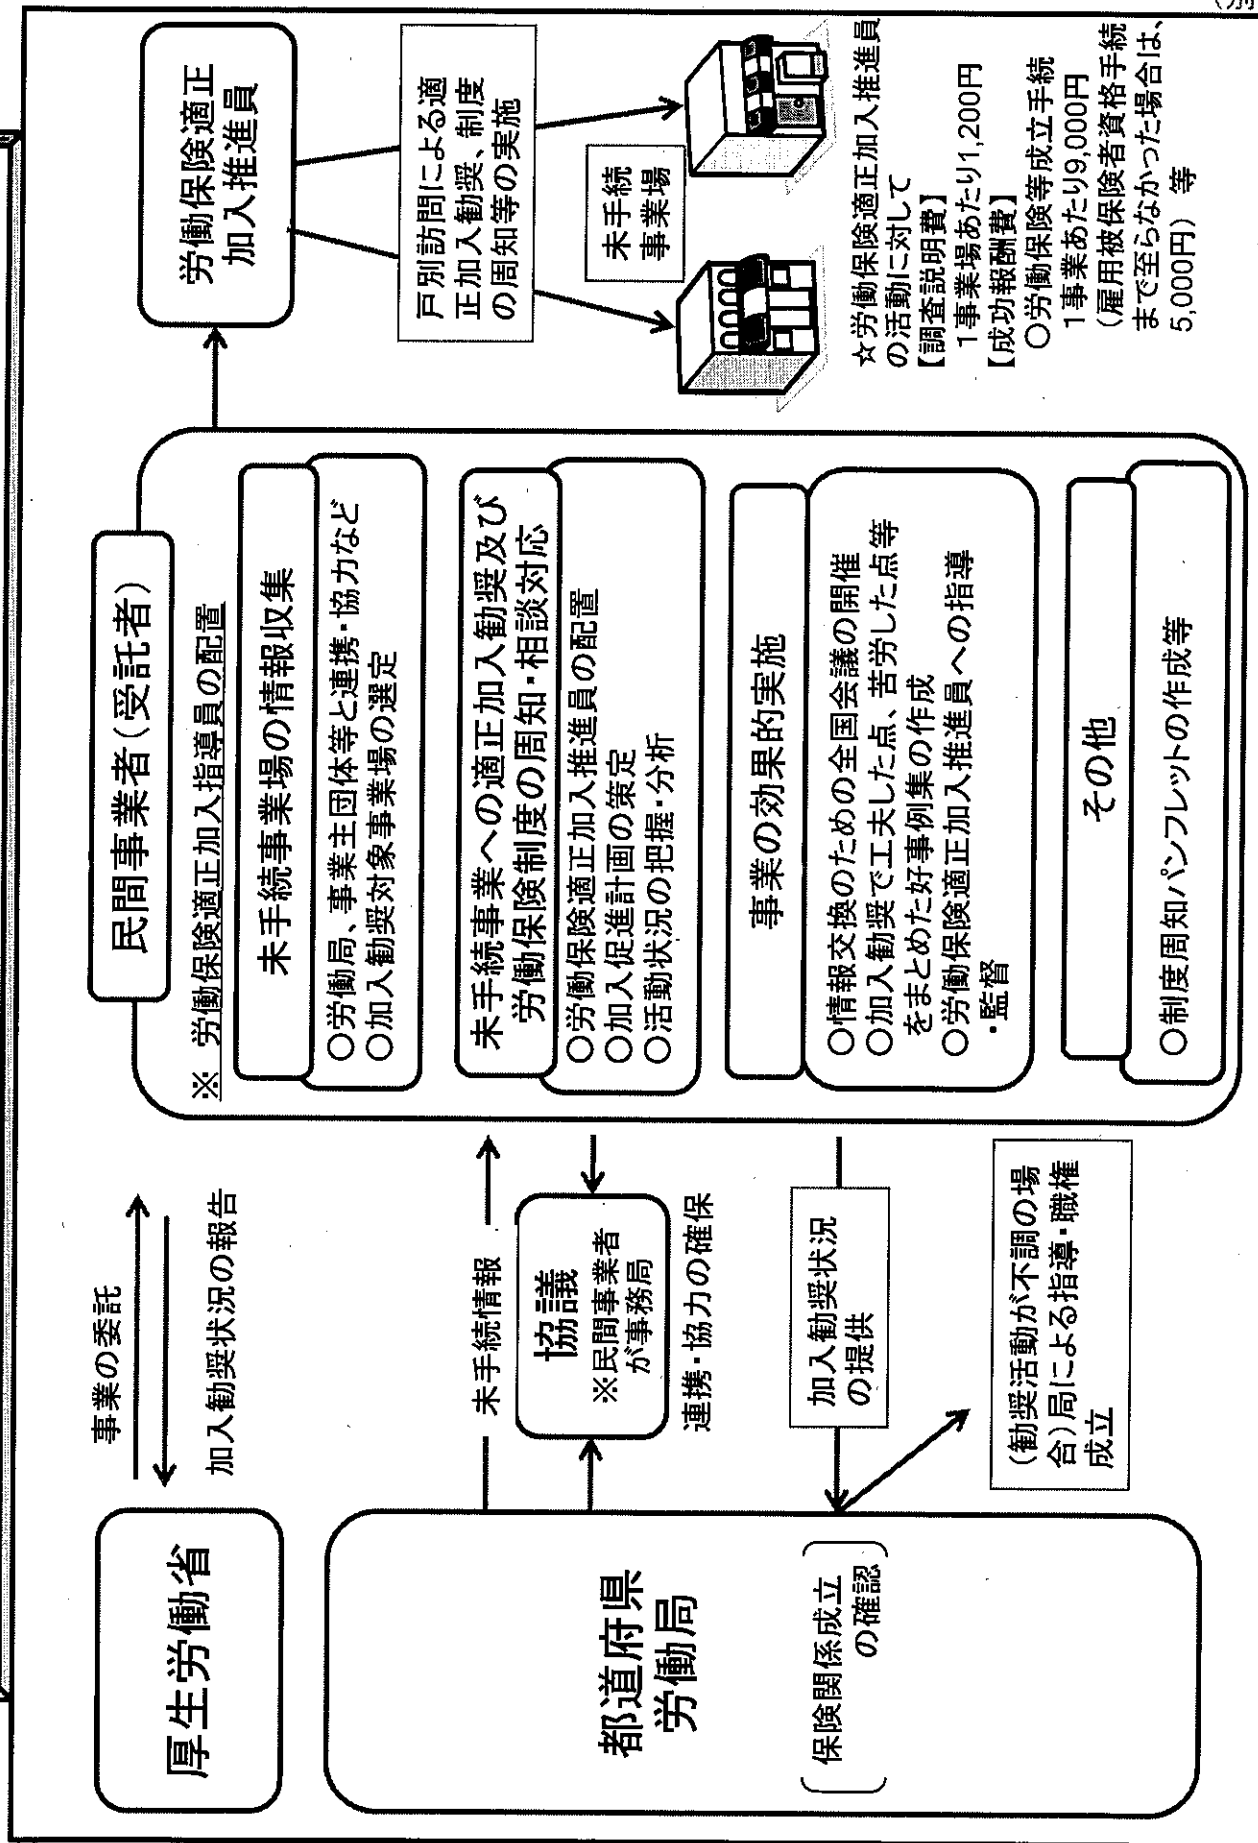 厚生労働省
事業の委託
加入勧奨状況の報告
都道府県
労働局
保険関係成立
の確認
未手続情報
協議
※民間事業者
が事務局
連携・協力の確保
加入勧奨状況
の提供
(勧奨活動が不調の場
合)局による指導・職権
成立
民間事業者(受託者)
※ 労働保険適正加入指導員の配置
未手続事業場の情報収集
○労働局、事業主団体等と連携・協力など
○加入勧奨対象事業場の選定
未手続事業への適正加入勧奨及び
労働保険制度の周知・相談対応
○労働保険適正加入推進員の配置
○加入促進計画の策定
○活動状況の把握・分析
事業の効果的実施
○情報交換のための全国会議の開催
○加入勧奨で工夫した点、苦労した点等
をまとめた好事例集の作成
○労働保険適正加入推進員への指導
・監督
その他
○制度周知パンフレットの作成等
労働保険適正
加入推進員
戸別訪問による適
正加入勧奨、制度
の周知等の実施
未手続
事業場
☆労働保険適正加入推進員
の活動に対して
【調査説明費】
1事業場あたり1,200円
【成功報酬費】
○労働保険等成立手続
1事業あたり9,000円
(雇用被保険者資格手続
まで至らなかった場合は、
5,000円) 等